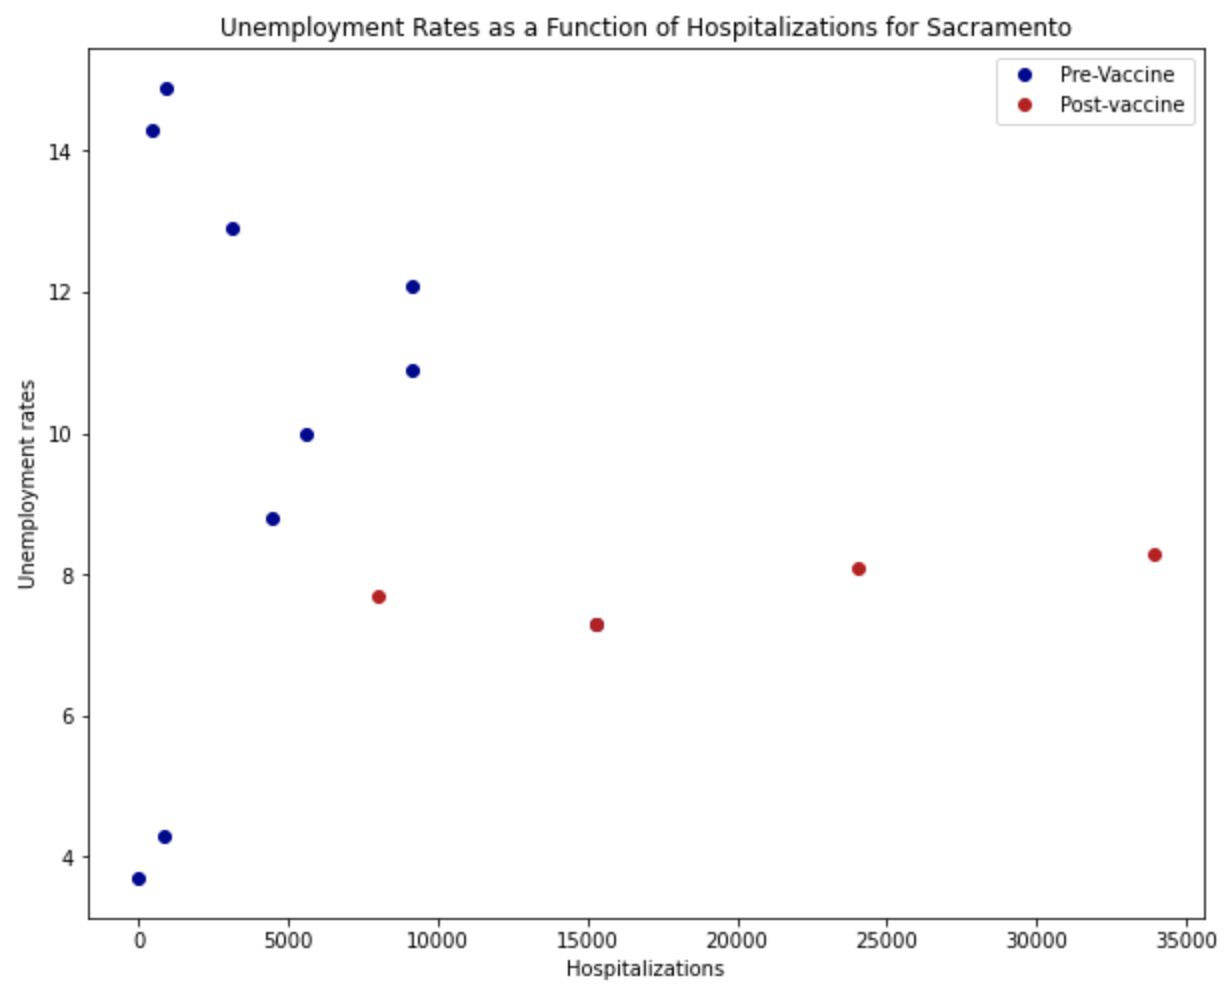 Unemployment Rates as a Function of Hospitalizations for Sacramento
Pre-Vaccine
Post-vaccine
14
12
10
8
6
4
Unemployment rates
0 5000 10000 15000 20000 25000 30000 35000
Hospitalizations